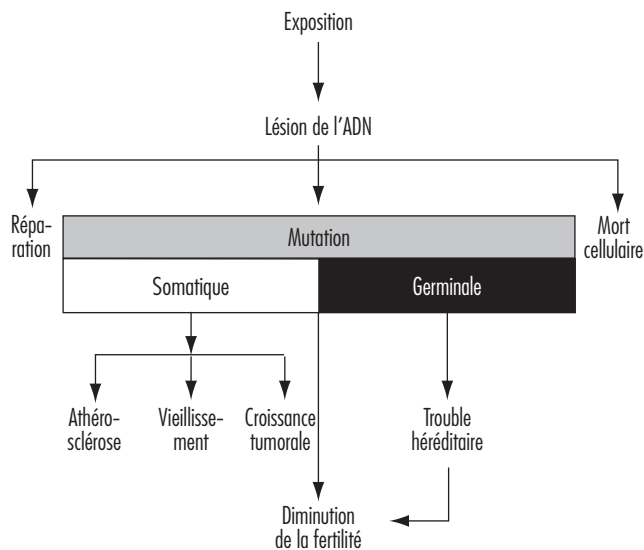 Exposition
Lésion de l'ADN
Répa-
ration
Mutation
Mort
cellulaire
Somatique
Germinale
Athéro-
sclérose
Vieillisse-
ment
Croissance
tumorale
Trouble
héréditaire
Diminution
de la fertilité